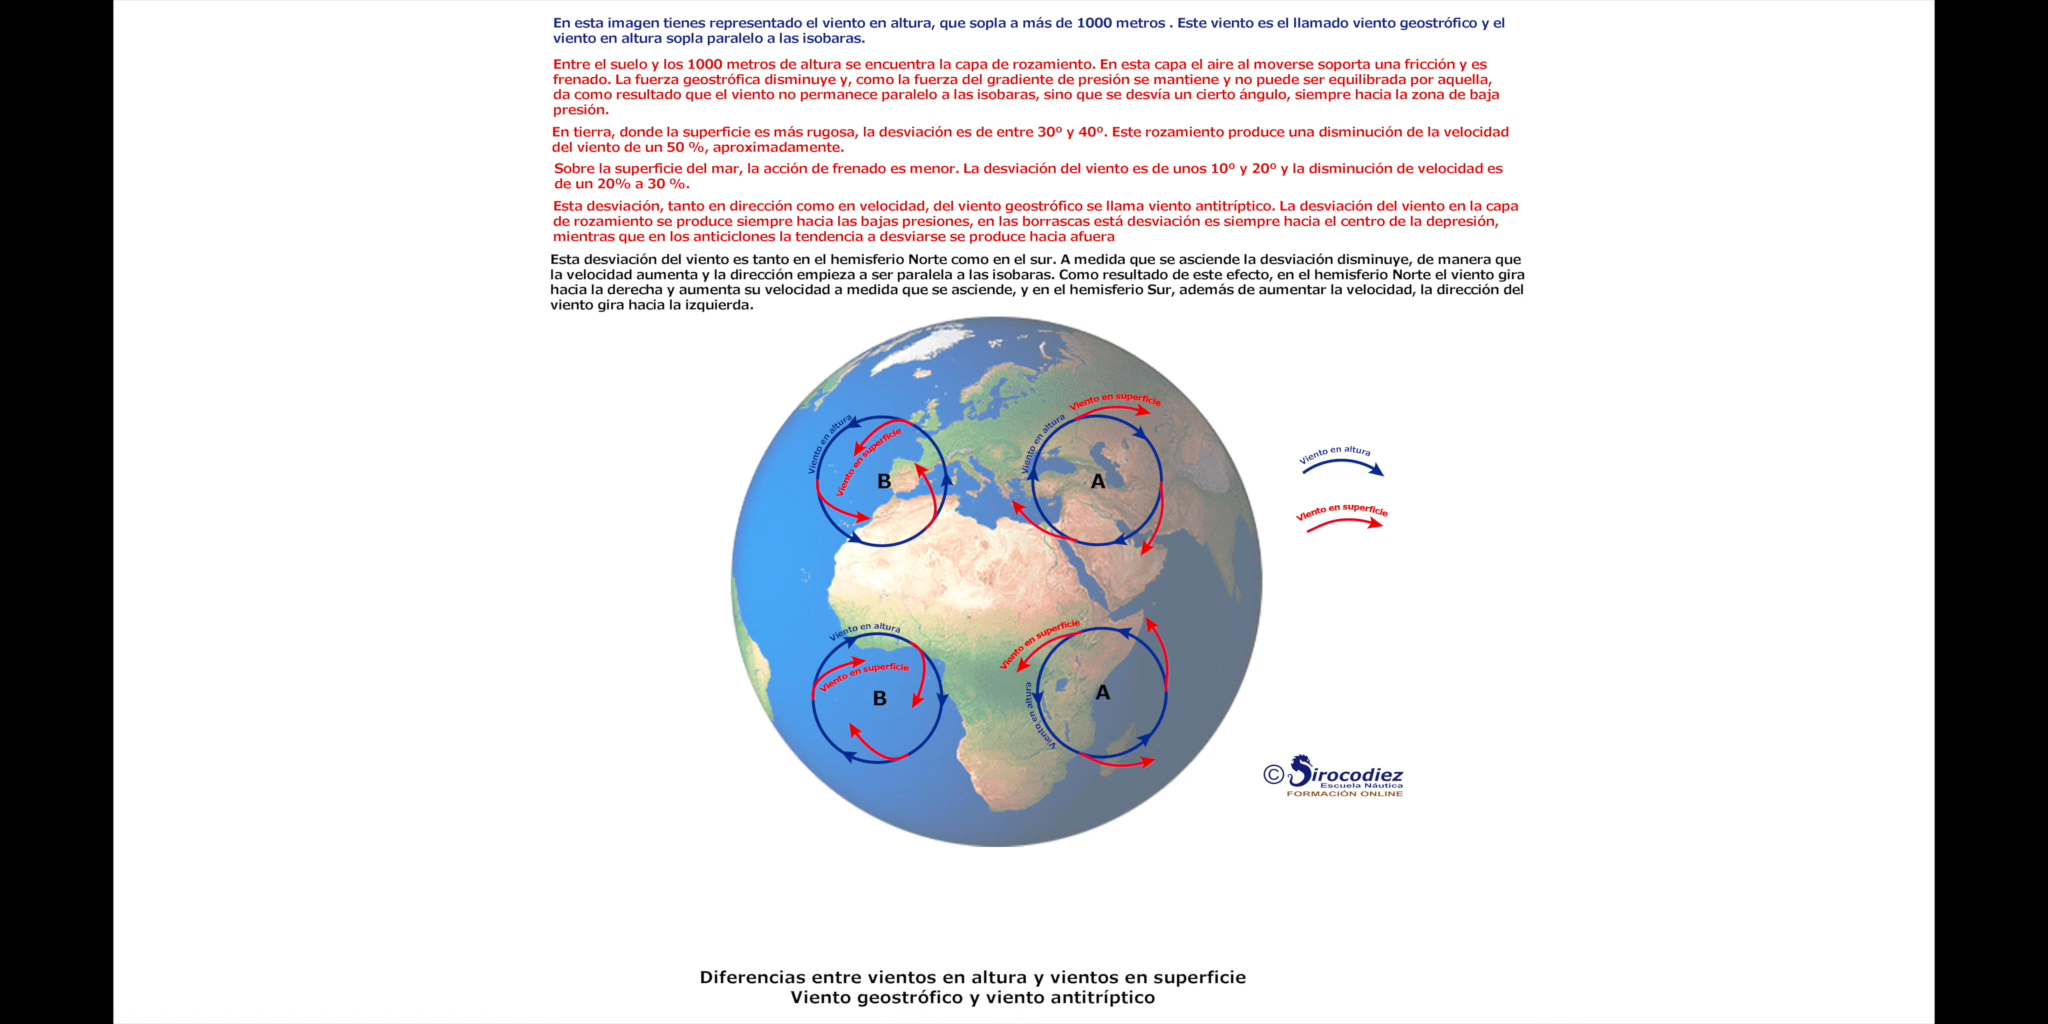 En esta imagen tienes representado el viento en altura, que sopla a más de 1000 metros . Este viento es el llamado viento geostrófico y el
viento en altura sopla paralelo a las isobaras.
Entre el suelo y los 1000 metros de altura se encuentra la capa de rozamiento. En esta capa el aire al moverse soporta una fricción y es
frenado. La fuerza geostrófica disminuye y, como la fuerza del gradiente de presión se mantiene y no puede ser equilibrada por aquella,
da como resultado que el viento no permanece paralelo a las isobaras, sino que se desvía un cierto ángulo, siempre hacia la zona de baja
presión.
En tierra, donde la superficie es más rugosa, la desviación es de entre 30º y 40º. Este rozamiento produce una disminución de la velocidad
del viento de un 50 %, aproximadamente.
Sobre la superficie del mar, la acción de frenado es menor. La desviación del viento es de unos 10º y 20º y la disminución de velocidad es
de un 20% a 30 %.
Esta desviación, tanto en dirección como en velocidad, del viento geostrófico se llama viento antitríptico. La desviación del viento en la capa
de rozamiento se produce siempre hacia las bajas presiones, en las borrascas está desviación es siempre hacia el centro de la depresión,
mientras que en los anticiclones la tendencia a desviarse se produce hacia afuera
Esta desviación del viento es tanto en el hemisferio Norte como en el sur. A medida que se asciende la desviación disminuye, de manera que
la velocidad aumenta y la dirección empieza a ser paralela a las isobaras. Como resultado de este efecto, en el hemisferio Norte el viento gira
hacia la derecha y aumenta su velocidad a medida que se asciende, y en el hemisferio Sur, además de aumentar la velocidad, la dirección del
viento gira hacia la izquierda.
Viento en altura
Viento en superficie
B
Viento en altura
Viento en superficie
A
Viento en altura
Viento en superficie
Viento en altura
Viento en superficie
B
Viento en superficie
Viento en altura
A
© Sirocodiez
Escuela Náutica
FORMACIÓN ONLINE
Diferencias entre vientos en altura y vientos en superficie
Viento geostrófico y viento antitríptico